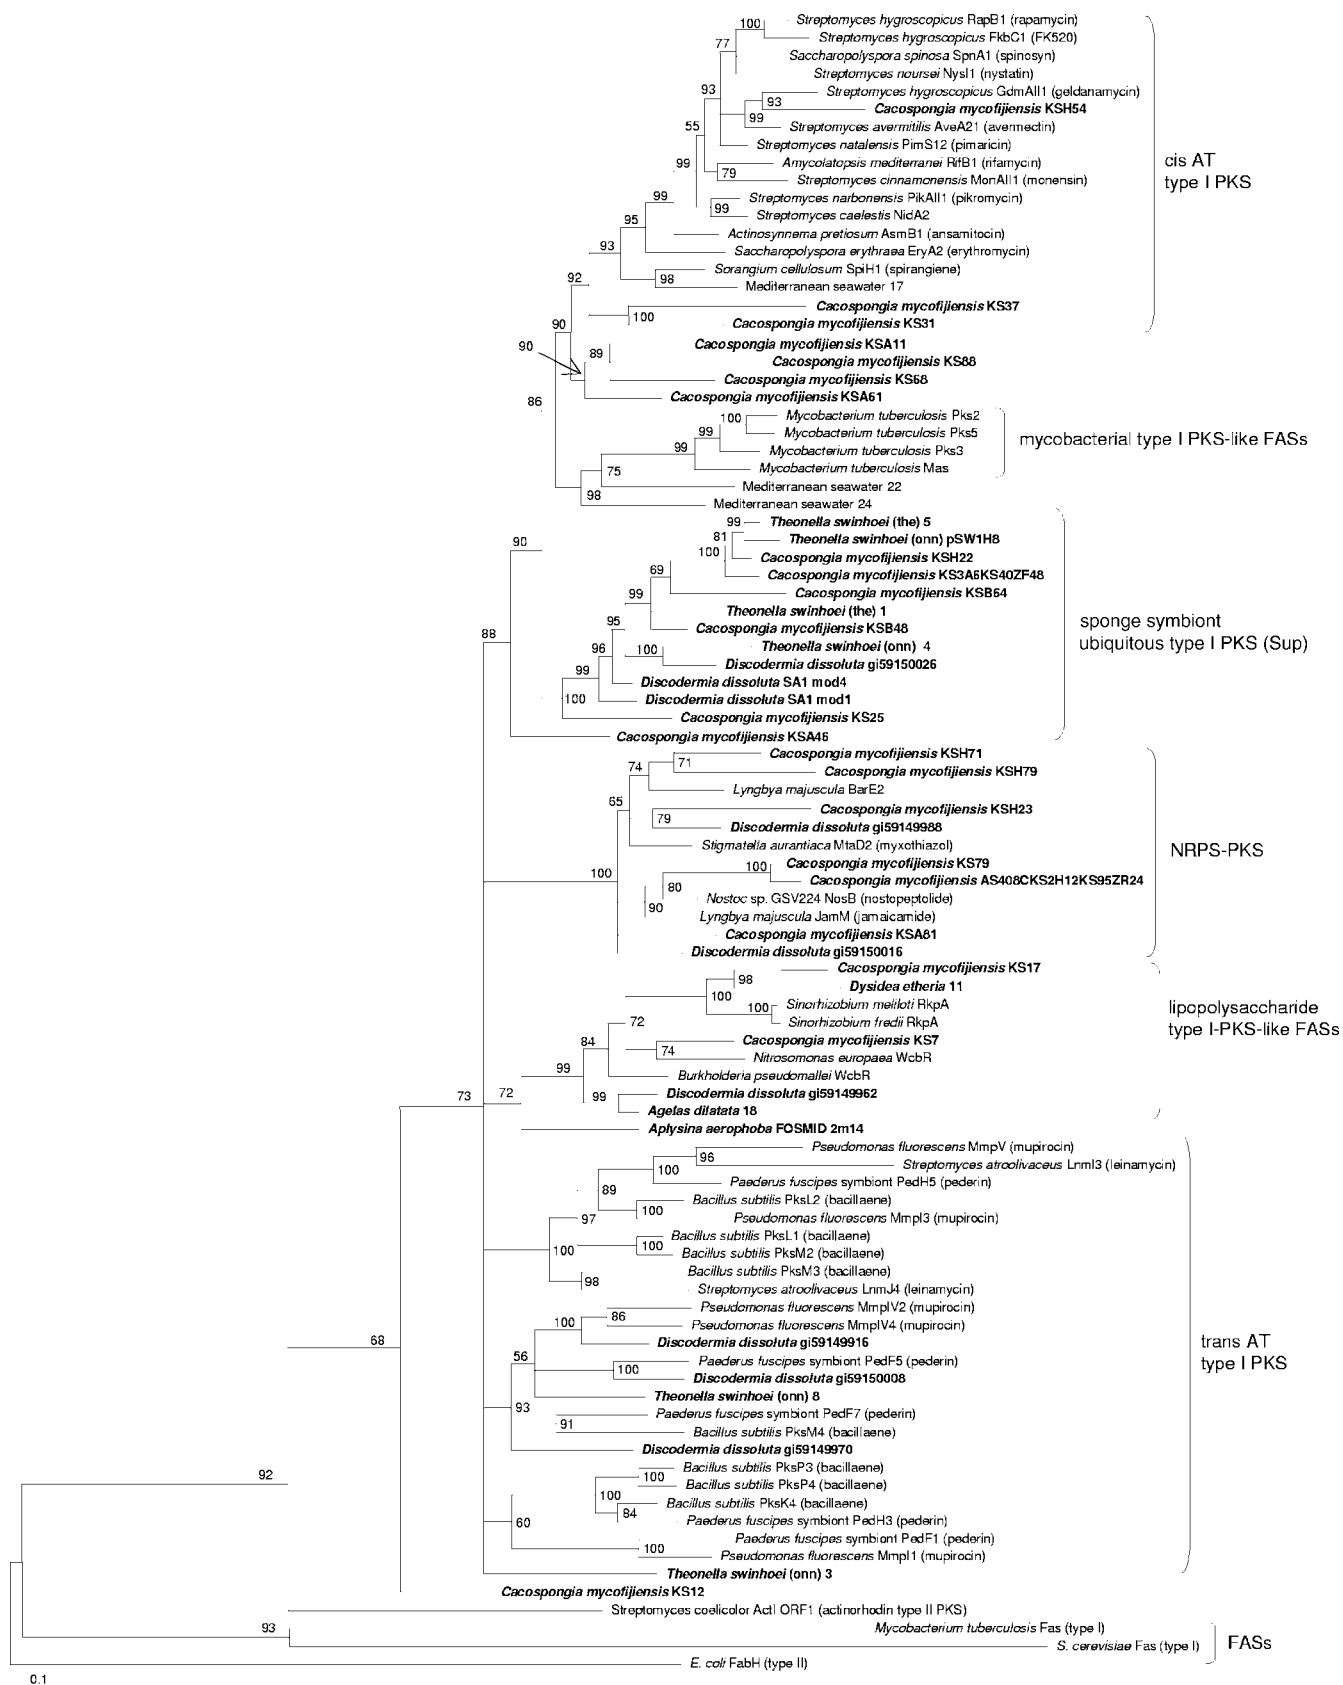 100 Streptomyces hygroscopicus RapB1 (rapamycin)
Streptomyces hygroscopicus FkbC1 (FK520)
77
Saccharopolyspora spinosa SpnA1 (spinosyn)
Streptomyces noursei NysI1 (nystatin)
93 Streptomyces hygroscopicus GdmAII1 (geldanamycin)
93
Cacospongia mycofijiensis KSH54
99
55 Streptomyces avermitilis AveA21 (avermectin)
Streptomyces natalensis PimS12 (pimaricin)
cis AT
type I PKS
99 Amycolatopsis mediterranei RifB1 (rifamycin)
79 Streptomyces cinnamonensis MonAII1 (monensin)
99 Streptomyces narbonensis PikAII1 (pikromycin)
99 Streptomyces caelestis NidA2
95 Actinosynnema pretiosum AsmB1 (ansamitocin)
93 Saccharopolyspora erythraea EryA2 (erythromycin)
Sorangium cellulosum SpiH1 (spirangiene)
92 98 Mediterranean seawater 17
Cacospongia mycofijiensis KS37
100 Cacospongia mycofijiensis KS31
90
90 89 Cacospongia mycofijiensis KSA11
Cacospongia mycofijiensis KS88
Cacospongia mycofijiensis KS68
Cacospongia mycofijiensis KSA61
86
100 Mycobacterium tuberculosis Pks2
99 Mycobacterium tuberculosis Pks5
mycobacterial type I PKS-like FASs
99 Mycobacterium tuberculosis Pks3
75 Mycobacterium tuberculosis Mas
Mediterranean seawater 22
98 Mediterranean seawater 24
99 Theonella swinhoei (the) 5
90 81 Theonella swinhoei (onn) pSW1H8
100 Cacospongia mycofijiensis KSH22
69 Cacospongia mycofijiensis KS3A6KS40ZF48
99 Cacospongia mycofijiensis KSB64
Theonella swinhoei (the) 1
95 Cacospongia mycofijiensis KSB48
sponge symbiont
ubiquitous type I PKS (Sup)
88 96 100 Theonella swinhoei (onn) 4
Discodermia dissoluta gi59150026
99 Discodermia dissoluta SA1 mod4
100 Discodermia dissoluta SA1 mod1
Cacospongia mycofijiensis KS25
Cacospongia mycofijiensis KSA46
Cacospongia mycofijiensis KSH71
74 71 Cacospongia mycofijiensis KSH79
Lyngbya majuscula BarE2
65 Cacospongia mycofijiensis KSH23
79 Discodermia dissoluta gi59149988
Stigmatella aurantiaca MtaD2 (myxothiazol)
NRPS-PKS
100 100 Cacospongia mycofijiensis KS79
80 Cacospongia mycofijiensis AS408CKS2H12KS95ZR24
90 Nostoc sp. GSV224 NosB (nostopeptolide)
Lyngbya majuscula JamM (jamaicamide)
Cacospongia mycofijiensis KSA81
Discodermia dissoluta gi59150016
Cacospongia mycofijiensis KS17
98 Dysidea etheria 11
100 100 Sinorhizobium meliloti RkpA
Sinorhizobium fredii RkpA
lipopolysaccharide
type I-PKS-like FASs
72
84 Cacospongia mycofijiensis KS7
74 Nitrosomonas europaea WcbR
99 Burkholderia pseudomallei WcbR
73 72 99 Discodermia dissoluta gi59149962
Agelas dilatata 18
Aplysina aerophoba FOSMID 2m14
Pseudomonas fluorescens MmpV (mupirocin)
96 Streptomyces atroolivaceus LnmI3 (leinamycin)
100 Paederus fuscipes symbiont PedH5 (pederin)
89 Bacillus subtilis PksL2 (bacillaene)
97 100 Pseudomonas fluorescens MmpI3 (mupirocin)
Bacillus subtilis PksL1 (bacillaene)
100 100 Bacillus subtilis PksM2 (bacillaene)
98 Bacillus subtilis PksM3 (bacillaene)
Streptomyces atroolivaceus LnmJ4 (leinamycin)
Pseudomonas fluorescens MmpIV2 (mupirocin)
100 86 Pseudomonas fluorescens MmpIV4 (mupirocin)
68 Discodermia dissoluta gi59149916
trans AT
type I PKS
56 Paederus fuscipes symbiont PedF5 (pederin)
100 Discodermia dissoluta gi59150008
Theonella swinhoei (onn) 8
93 Paederus fuscipes symbiont PedF7 (pederin)
91 Bacillus subtilis PksM4 (bacillaene)
Discodermia dissoluta gi59149970
92 Bacillus subtilis PksP3 (bacillaene)
100 Bacillus subtilis PksP4 (bacillaene)
100 Bacillus subtilis PksK4 (bacillaene)
84 Paederus fuscipes symbiont PedH3 (pederin)
60
Paederus fuscipes symbiont PedF1 (pederin)
100 Pseudomonas fluorescens MmpI1 (mupirocin)
Theonella swinhoei (onn) 3
Cacospongia mycofijiensis KS12
Streptomyces coelicolor ActI ORF1 (actinorhodin type II PKS)
93 Mycobacterium tuberculosis Fas (type I)
S. cerevisiae Fas (type I)
FASs
E. coli FabH (type II)
0.1